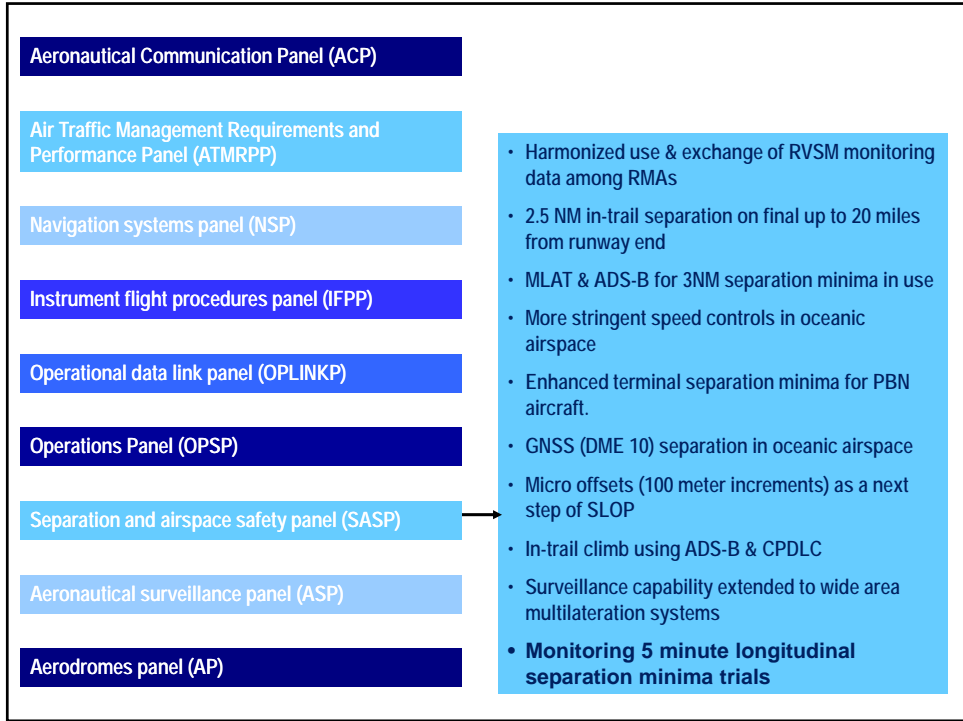 Aeronautical Communication Panel (ACP)
Air Traffic Management Requirements and
Performance Panel (ATMRPP)
Navigation systems panel (NSP)
Instrument flight procedures panel (IFPP)
Operational data link panel (OPLINKP)
Operations Panel (OPSP)
Separation and airspace safety panel (SASP)
Aeronautical surveillance panel (ASP)
Aerodromes panel (AP)
• Harmonized use & exchange of RVSM monitoring
data among RMAs
• 2.5 NM in-trail separation on final up to 20 miles
from runway end
• MLAT & ADS-B for 3NM separation minima in use
• More stringent speed controls in oceanic
airspace
• Enhanced terminal separation minima for PBN
aircraft.
• GNSS (DME 10) separation in oceanic airspace
• Micro offsets (100 meter increments) as a next
step of SLOP
• In-trail climb using ADS-B & CPDLC
• Surveillance capability extended to wide area
multilateration systems
• Monitoring 5 minute longitudinal
separation minima trials